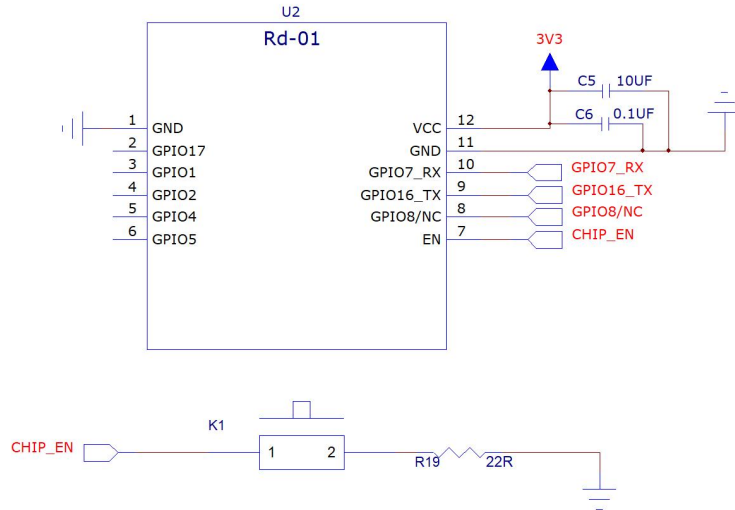 U2
Rd-01
3V3
C5 10UF
C6 0.1UF
1 GND
2 GPIO17
3 GPIO1
4 GPIO2
5 GPIO4
6 GPIO5
VCC 12
GND 11
GPIO7_RX 10 GPIO7_RX
GPIO16_TX 9 GPIO16_TX
GPIO8/NC 8 GPIO8/NC
EN 7 CHIP_EN
K1
CHIP_EN 1 2 R19 22R